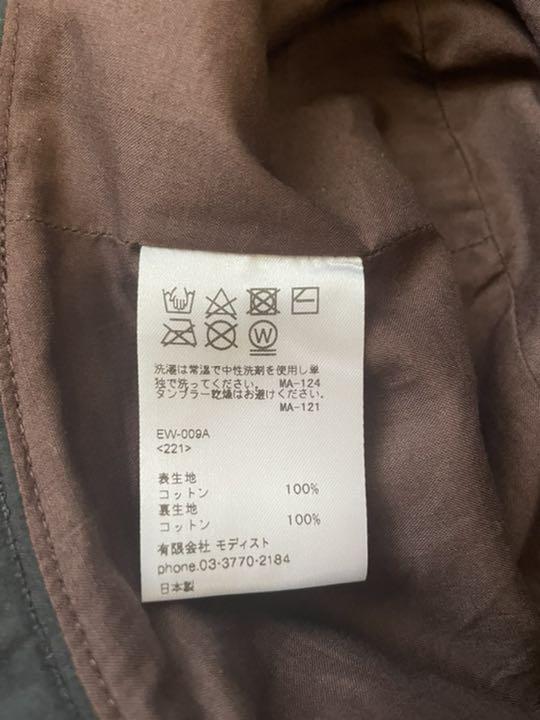 W
洗濯は常温で中性洗剤を使用し単
独で洗ってください。 MA-124
タンブラー乾燥はお避けください。
MA-121
EW-009A
<221>
表生地
コットン 100%
裏生地
コットン 100%
有限会社 モディスト
phone.03-3770-2184
日本製